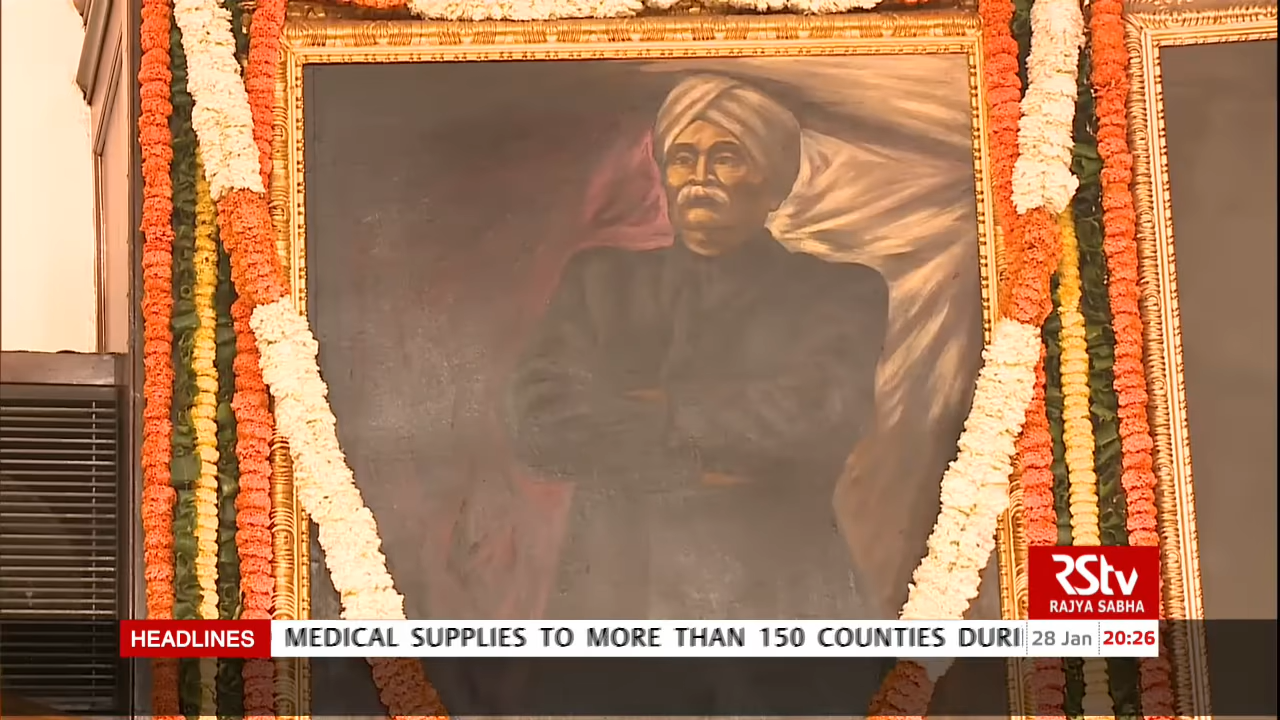 RStv
RAJYA SABHA
HEADLINES
MEDICAL SUPPLIES TO MORE THAN 150 COUNTIES DURI
28 Jan
20:26